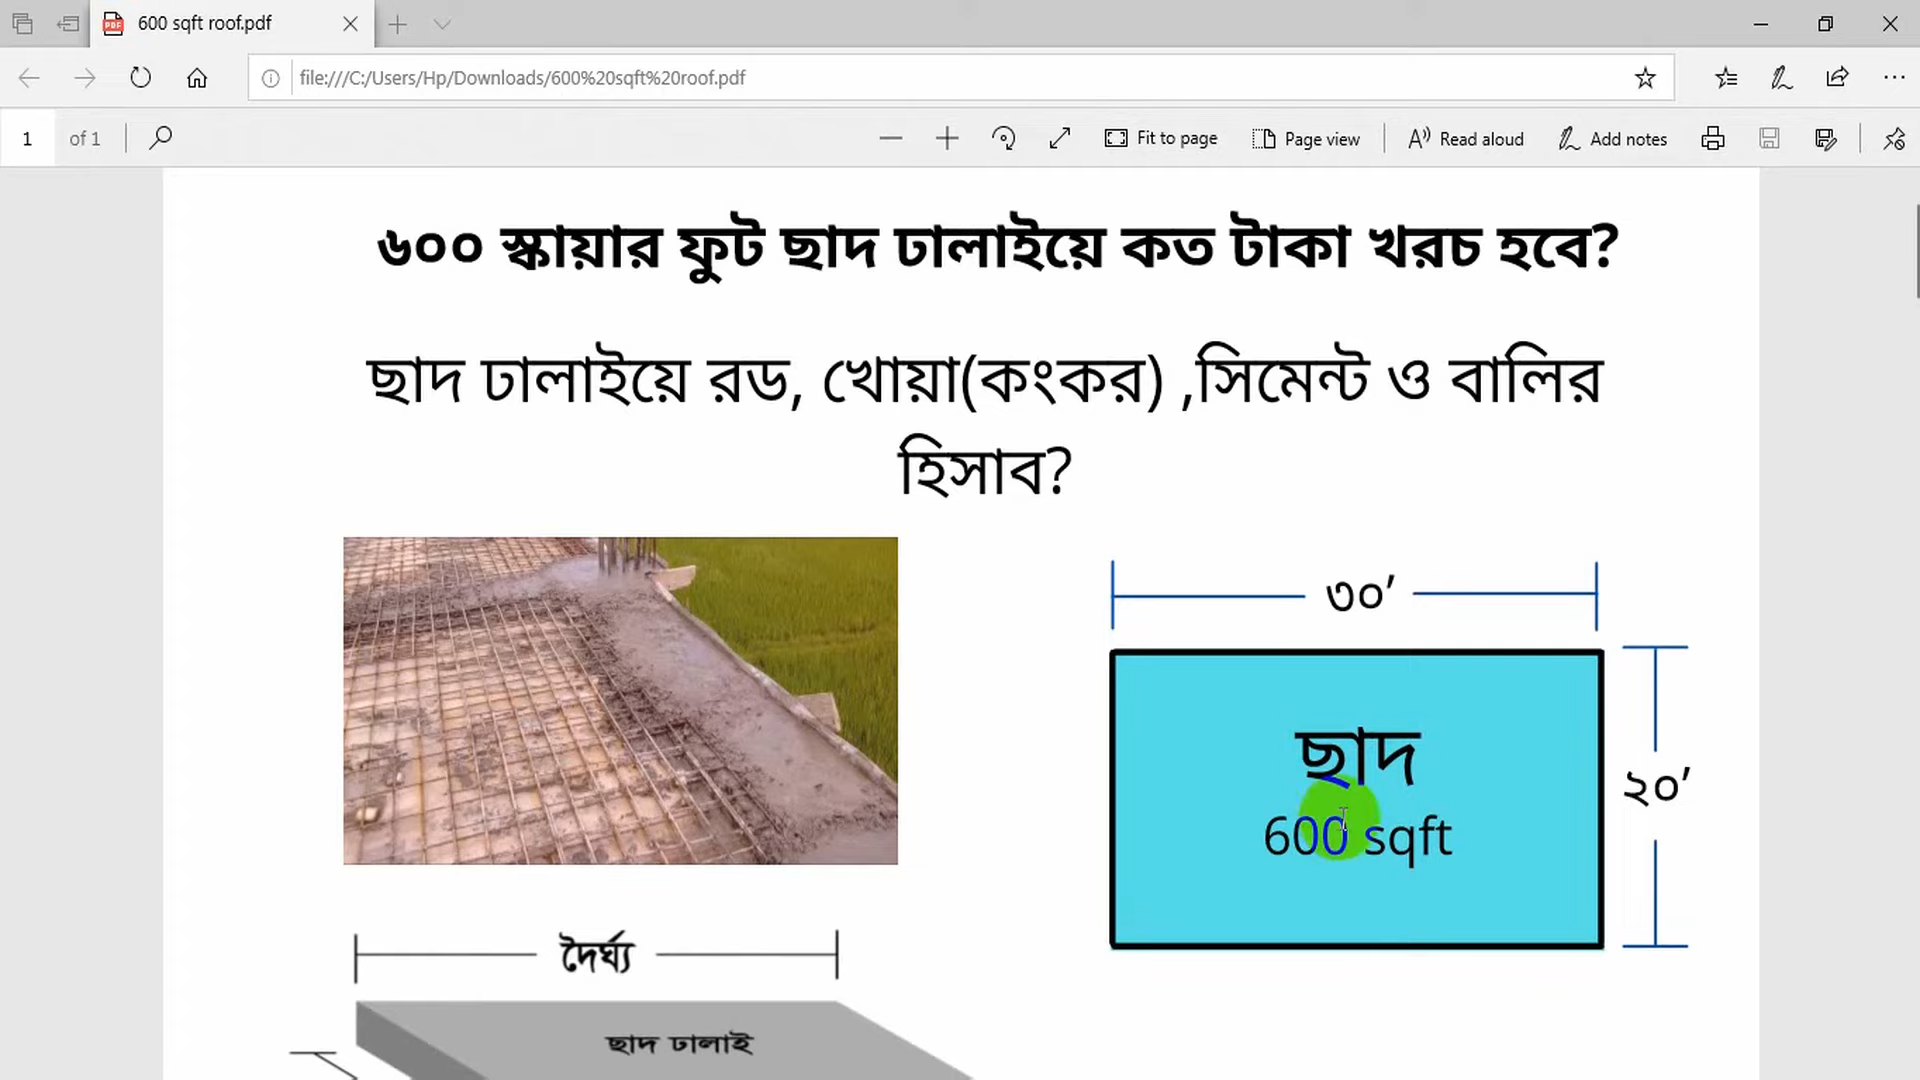 600 sqft roof.pdf
file:///C:/Users/Hp/Downloads/600%20sqft%20roof.pdf
1 of 1 Fit to page Page view Read aloud Add notes
৬০০ স্কায়ার ফুট ছাদ ঢালাইয়ে কত টাকা খরচ হবে?
ছাদ ঢালাইয়ে রড, খোয়া(কংকর) ,সিমেন্ট ও বালির
হিসাব?
৩০’
ছাদ
600 sqft
২০’
দৈর্ঘ্য
ছাদ ঢালাই